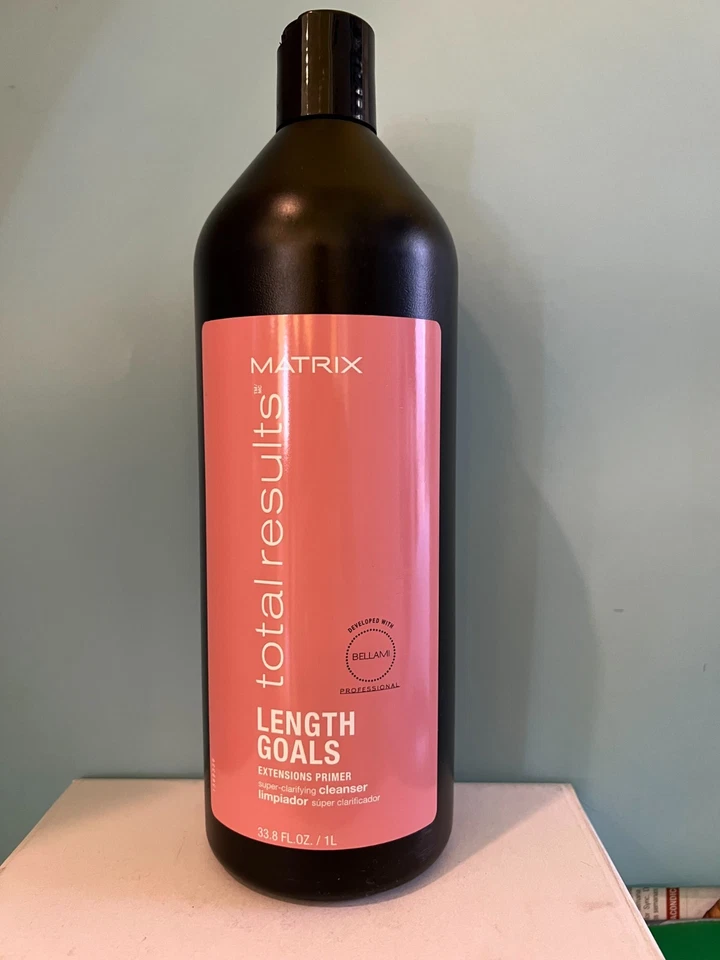 MATRIX
total results
DEVELOPED WITH
BELLAMI
PROFESSIONAL
LENGTH
GOALS
EXTENSIONS PRIMER
super-clarifying cleanser
limpiador súper clarificador
33.8 FL.OZ. / 1L